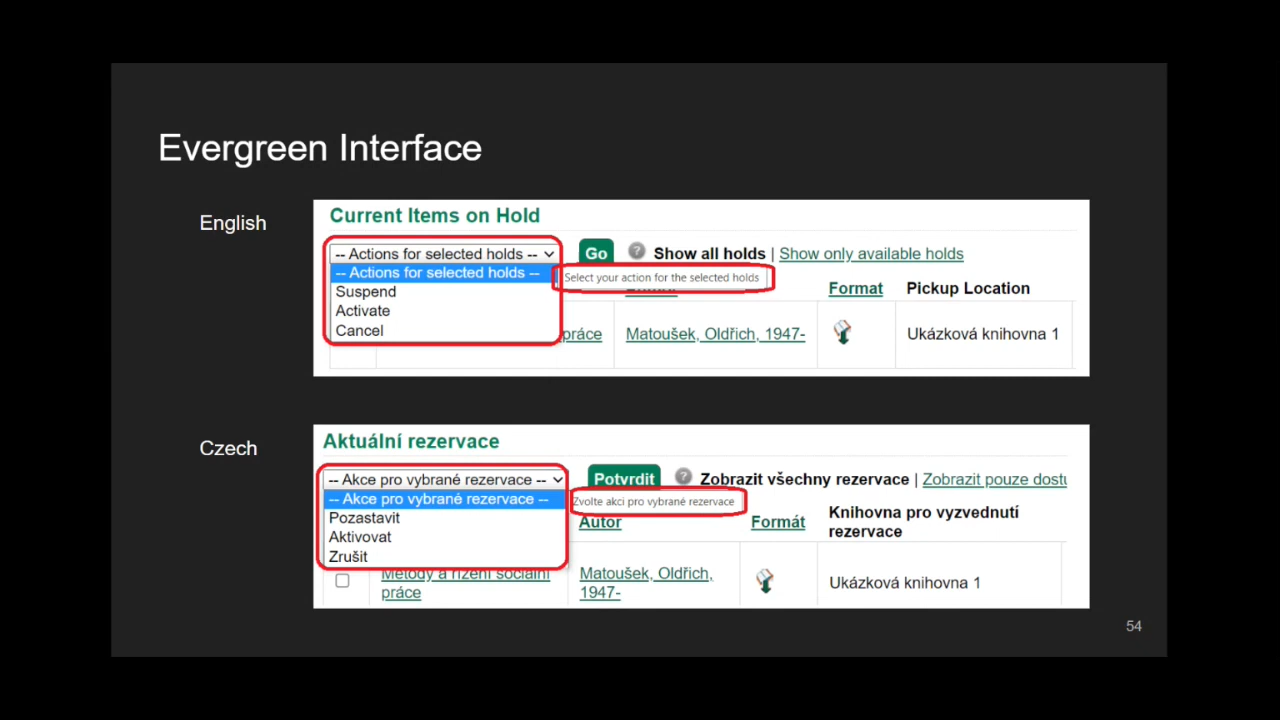 Evergreen Interface
English
Current Items on Hold
-- Actions for selected holds --
Go
? Show all holds | Show only available holds
-- Actions for selected holds --
Select your action for the selected holds
Suspend
Format
Pickup Location
Activate
Cancel
práce
Matoušek, Oldřich, 1947-
Ukázková knihovna 1
Czech
Aktuální rezervace
-- Akce pro vybrané rezervace --
Potvrdit
? Zobrazit všechny rezervace | Zobrazit pouze dostu
-- Akce pro vybrané rezervace --
Zvolte akci pro vybrané rezervace
Pozastavit
Autor
Formát
Knihovna pro vyzvednutí
rezervace
Aktivovat
Zrušit
Metody a řízení sociální
práce
Matoušek, Oldřich,
1947-
Ukázková knihovna 1
54